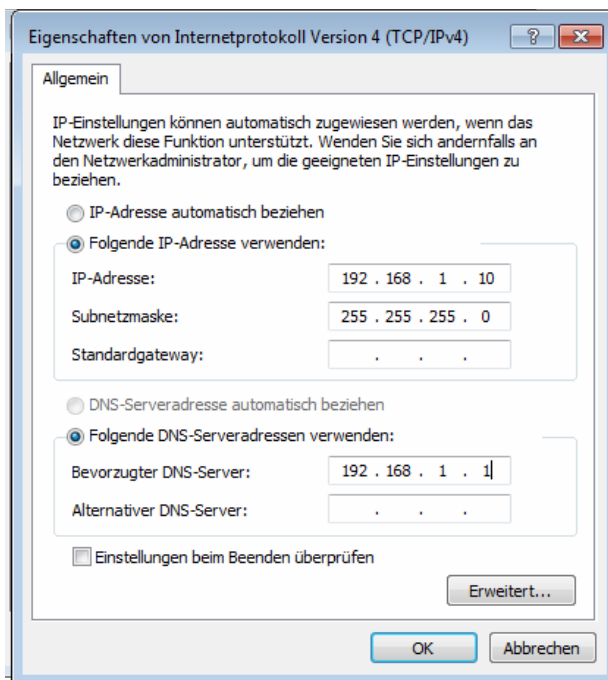 Eigenschaften von Internetprotokoll Version 4 (TCP/IPv4)
Allgemein
IP-Einstellungen können automatisch zugewiesen werden, wenn das
Netzwerk diese Funktion unterstützt. Wenden Sie sich andernfalls an
den Netzwerkadministrator, um die geeigneten IP-Einstellungen zu
beziehen.
IP-Adresse automatisch beziehen
Folgende IP-Adresse verwenden:
IP-Adresse: 192 . 168 . 1 . 10
Subnetzmaske: 255 . 255 . 255 . 0
Standardgateway: . . .
DNS-Serveradresse automatisch beziehen
Folgende DNS-Serveradressen verwenden:
Bevorzugter DNS-Server: 192 . 168 . 1 . 1
Alternativer DNS-Server: . . .
Einstellungen beim Beenden überprüfen
Erweitert...
OK Abbrechen